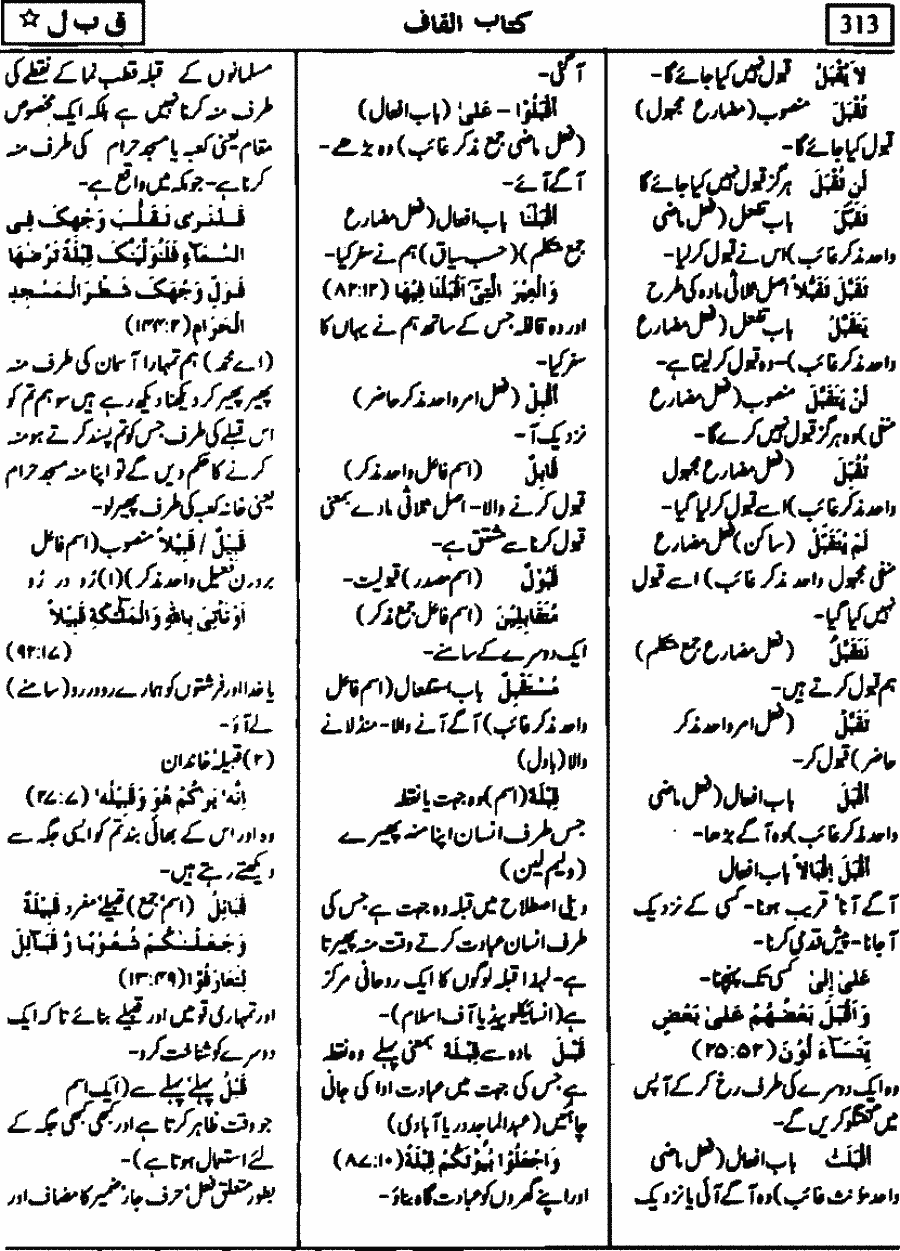 313
کتاب القاف
ق ب ل ☆
لَا یُقْبَلُ قبول نہیں کیا جائے گا۔
تُقْبَلَ منصوب (مضارع مجہول)
قبول کیا جائے گا۔
لَنْ تُقْبَلَ ہرگز قبول نہیں کیا جائے گا
تَقَبَّلَ باب تفعل (فعل ماضی
واحد مذکر غائب) اس نے قبول کر لیا۔
تَقَبَّلَ تَقَبُّلاً اصل ثلاثی مادہ کی طرح
یَتَقَبَّلُ باب تفعل (فعل مضارع
واحد مذکر غائب)۔ وہ قبول کر لیتا ہے۔
لَنْ یَتَقَبَّلَ منصوب (فعل مضارع
منفی) وہ ہرگز قبول نہیں کرے گا۔
تُقُبِّلَ (فعل مضارع مجہول
واحد مذکر غائب) اسے قبول کر لیا گیا۔
لَمْ یُتَقَبَّلْ (ساکن) فعل مضارع
منفی مجہول واحد مذکر غائب) اسے قبول
نہیں کیا گیا۔
نَتَقَبَّلُ (فعل مضارع جمع متکلم)
ہم قبول کرتے ہیں۔
تَقَبَّلْ (فعل امر واحد مذکر
حاضر) قبول کر۔
اَقْبَلَ باب افعال (فعل ماضی
واحد مذکر غائب) وہ آگے بڑھا۔
اَقْبَلَ اِقْبَالاً باب افعال
آگے آنا' قریب ہونا۔ کسی کے نزدیک
آ جانا۔ پیش قدمی کرنا۔
عَلٰی اِلٰی کسی تک پہنچنا۔
وَاَقْبَلَ بَعْضُهُمْ عَلٰی بَعْضٍ
یَّتَسَآءَلُوْنَ (۲۵:۵۲)
وہ ایک دوسرے کی طرف رخ کر کے آپس
میں گفتگو کریں گے۔
اَقْبَلَتْ باب افعال (فعل ماضی
واحد مؤنث غائب) وہ آگے آئی یا نزدیک
آ گئی۔
اَقْبَلُوْا ۔ عَلٰی (باب افعال)
(فعل ماضی جمع مذکر غائب) وہ بڑھے۔
آگے آئے۔
اَقْبَلْنَا باب افعال (فعل مضارع
جمع متکلم) (حسب سیاق) ہم نے سفر کیا۔
وَالْعِیْرَ الَّتِیْ اَقْبَلْنَا فِیْهَا (۸۲:۱۲)
اور وہ قافلہ جس کے ساتھ ہم نے یہاں کا
سفر کیا۔
اَقْبِلْ (فعل امر واحد مذکر حاضر)
نزدیک آ۔
قَابِلٌ (اسم فاعل واحد مذکر)
قبول کرنے والا۔ اصل ثلاثی مادے بمعنی
قبول کرنا سے مشتق ہے۔
قَبُوْلٌ (اسم مصدر) قبولیت۔
مُتَقَابِلِیْنَ (اسم فاعل جمع مذکر)
ایک دوسرے کے سامنے۔
مُسْتَقْبِلٌ باب استفعال (اسم فاعل
واحد مذکر غائب) آگے آنے والا۔ منڈلانے
والا (بادل)
قِبْلَةٌ (اسم) وہ جہت یا نقطہ
جس طرف انسان اپنا منہ پھیرے
(ولیم لین)
دینی اصطلاح میں قبلہ وہ جہت ہے جس کی
طرف انسان عبادت کرتے وقت منہ پھیرتا
ہے۔ لہٰذا قبلہ لوگوں کا ایک روحانی مرکز
ہے (انسائیکلوپیڈیا آف اسلام)۔
قَبْلُ مادہ سے قِبْلَةٌ بمعنی پہلے وہ نقطہ
ہے جس کی جہت میں عبادت ادا کی جانی
چاہئیں (عبدالماجد دریا آبادی)
وَاجْعَلُوْا بُیُوْتَکُمْ قِبْلَةً (۸۷:۱۰)
اور اپنے گھروں کو عبادت گاہ بناؤ۔
مسلمانوں کے قبلہ قطب نما کے نقطے کی
طرف منہ کرنا نہیں ہے بلکہ ایک مخصوص
مقام یعنی کعبہ یا مسجد حرام کی طرف منہ
کرنا ہے۔ جو مکہ میں واقع ہے۔
قَدْ نَرٰی تَقَلُّبَ وَجْهِکَ فِی
السَّمَآءِ فَلَنُوَلِّیَنَّکَ قِبْلَةً تَرْضٰهَا
فَوَلِّ وَجْهَکَ شَطْرَ الْمَسْجِدِ
الْحَرَامِ (۱۴۴:۲)
(اے محمدؐ) ہم تمہارا آسمان کی طرف منہ
پھیر پھیر کر دیکھنا دیکھ رہے ہیں سو ہم تم کو
اس قبلے کی طرف جس کو تم پسند کرتے ہو منہ
کرنے کا حکم دیں گے تو اپنا منہ مسجد حرام
یعنی خانہ کعبہ کی طرف پھیر لو۔
قَبِیْلٌ / قَبِیْلاً منصوب (اسم فاعل
بروزن فعیل واحد مذکر) (۱) رُو در رُو
اَوْ تَاْتِیَ بِاللّٰهِ وَالْمَلٰٓئِکَةِ قَبِیْلاً
(۹۲:۱۷)
یا خدا اور فرشتوں کو ہمارے رو در رو (سامنے)
لے آؤ۔
(۲) قبیلہ' خاندان
اِنَّهٗ یَرٰکُمْ هُوَ وَقَبِیْلُهٗ (۲۷:۷)
وہ اور اس کے بھائی بند تم کو ایسی جگہ سے
دیکھتے رہتے ہیں۔
قَبَائِلُ (اسم جمع) قبیلے' مفرد قَبِیْلَةٌ
وَجَعَلْنٰکُمْ شُعُوْبًا وَّ قَبَآئِلَ
لِتَعَارَفُوْا (۱۳:۴۹)
اور تمہاری قومیں اور قبیلے بنائے تاکہ ایک
دوسرے کو شناخت کرو۔
قَبْلُ پہلے' پہلے سے (ایک اسم
جو وقت ظاہر کرتا ہے اور کبھی کبھی جگہ کے
لئے استعمال ہوتا ہے)۔
بطور متعلق فعل' حرف جار' ضمیر کا مضاف اور